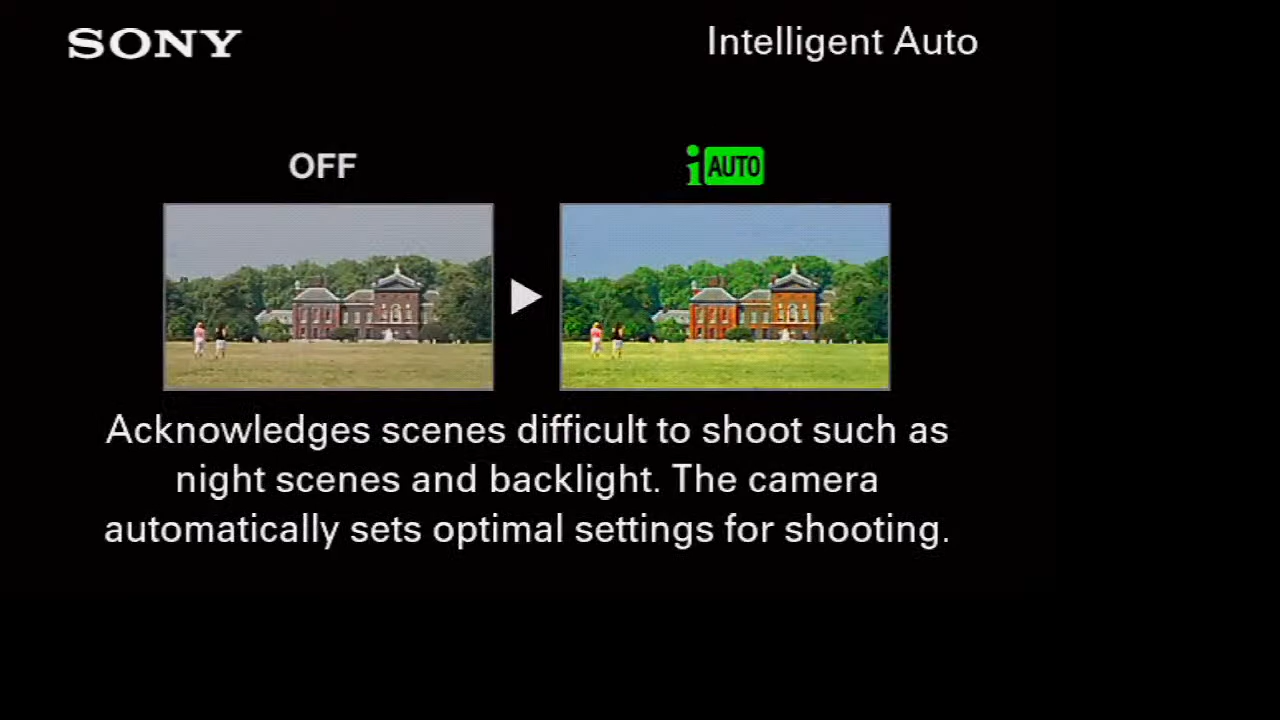 SONY
Intelligent Auto
OFF
iAUTO
Acknowledges scenes difficult to shoot such as
night scenes and backlight. The camera
automatically sets optimal settings for shooting.